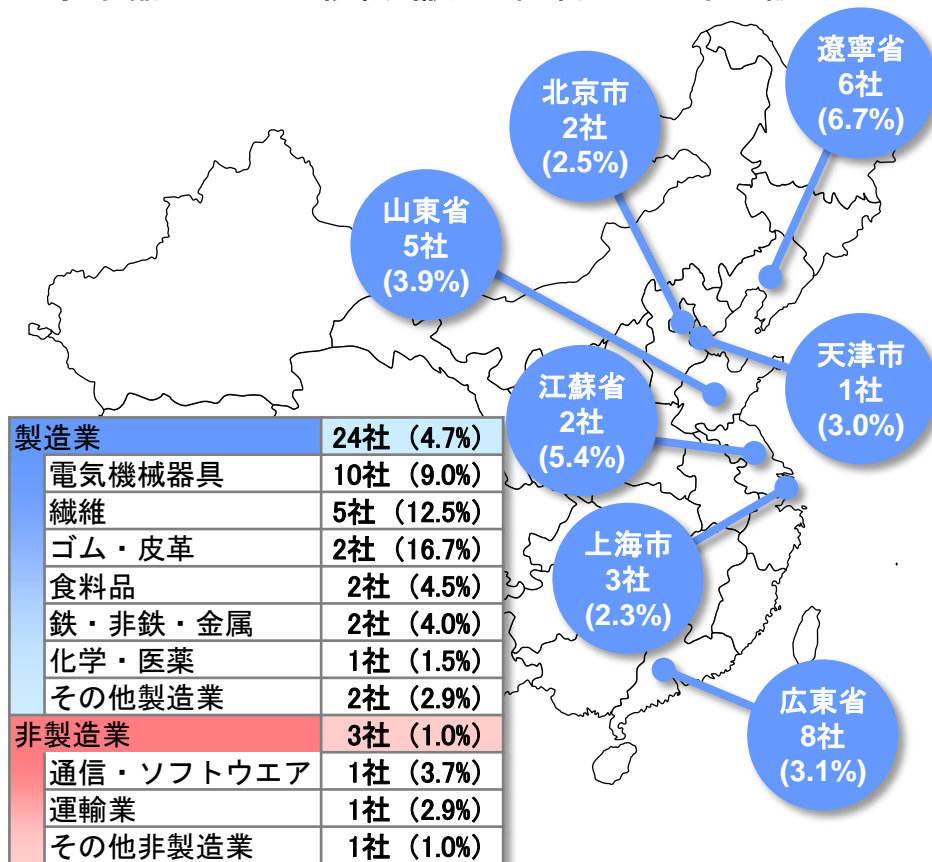 遼寧省
6社
(6.7%)
北京市
2社
(2.5%)
山東省
5社
(3.9%)
天津市
1社
(3.0%)
江蘇省
2社
(5.4%)
上海市
3社
(2.3%)
広東省
8社
(3.1%)
製造業 24社 (4.7%)
電気機械器具 10社 (9.0%)
繊維 5社 (12.5%)
ゴム・皮革 2社 (16.7%)
食料品 2社 (4.5%)
鉄・非鉄・金属 2社 (4.0%)
化学・医薬 1社 (1.5%)
その他製造業 2社 (2.9%)
非製造業 3社 (1.0%)
通信・ソフトウエア 1社 (3.7%)
運輸業 1社 (2.9%)
その他非製造業 1社 (1.0%)